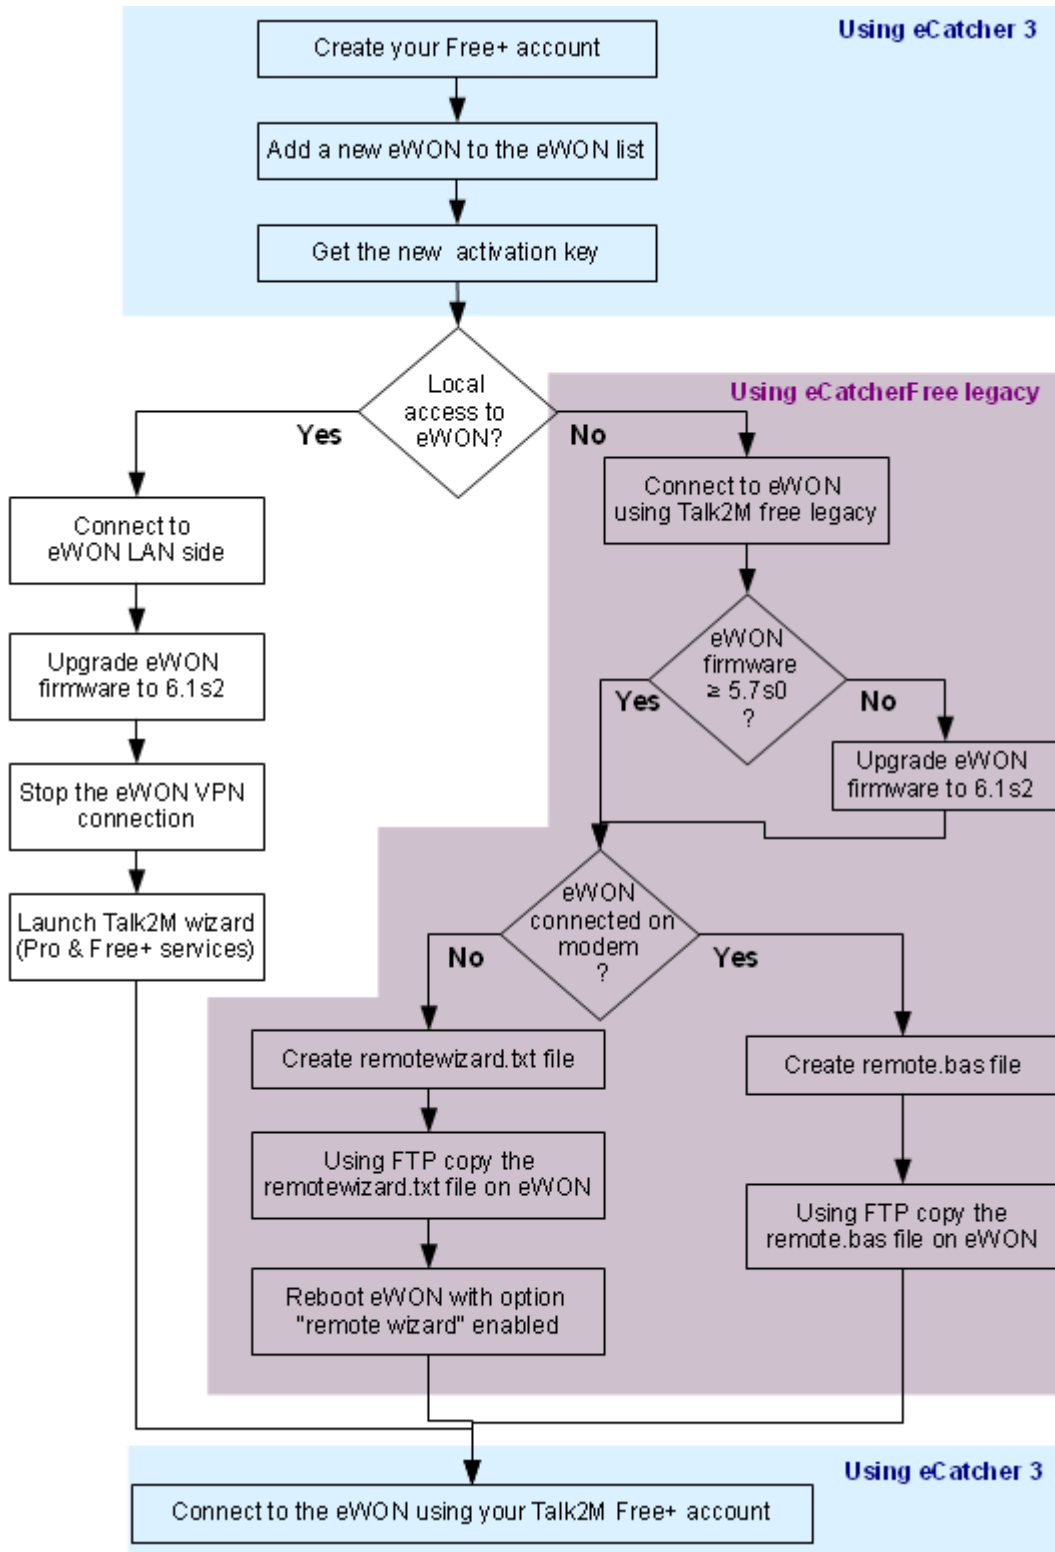 Using eCatcher 3
Create your Free+ account
Add a new eWON to the eWON list
Get the new activation key
Local
access to
eWON?
Yes
No
Using eCatcherFree legacy
Connect to
eWON LAN side
Upgrade eWON
firmware to 6.1s2
Stop the eWON VPN
connection
Launch Talk2M wizard
(Pro & Free+ services)
Connect to eWON
using Talk2M free legacy
eWON
firmware
≥ 5.7s0
?
Yes
No
Upgrade eWON
firmware to 6.1s2
eWON
connected on
modem
?
No
Yes
Create remotewizard.txt file
Using FTP copy the
remotewizard.txt file on eWON
Reboot eWON with option
"remote wizard" enabled
Create remote.bas file
Using FTP copy the
remote.bas file on eWON
Using eCatcher 3
Connect to the eWON using your Talk2M Free+ account